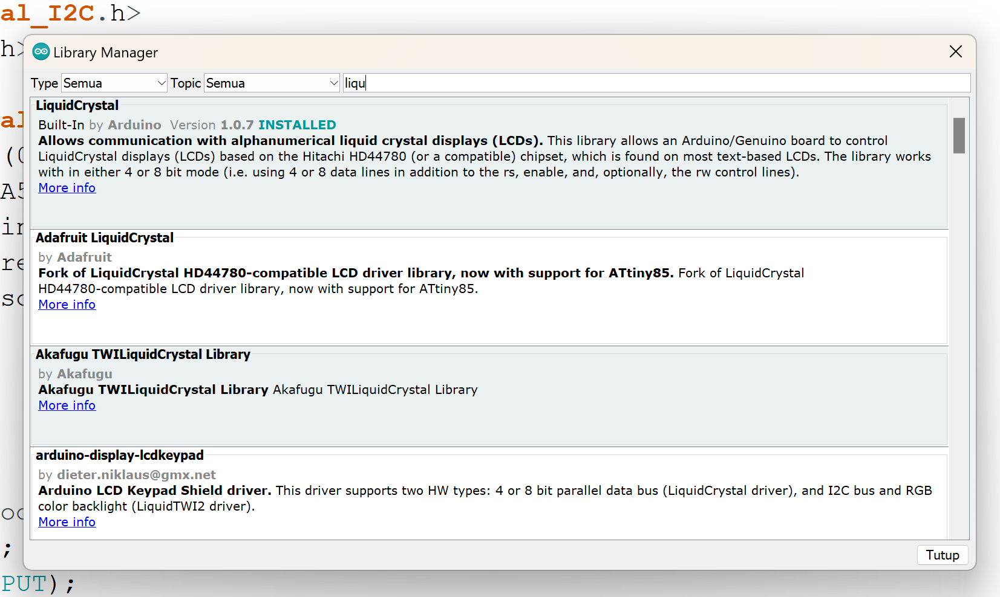 al_I2C.h>
h>
Library Manager
Type Semua Topic Semua liqu
LiquidCrystal
al
Built-In by Arduino Version 1.0.7 INSTALLED
Allows communication with alphanumerical liquid crystal displays (LCDs). This library allows an Arduino/Genuino board to control
(0
LiquidCrystal displays (LCDs) based on the Hitachi HD44780 (or a compatible) chipset, which is found on most text-based LCDs. The library works
with in either 4 or 8 bit mode (i.e. using 4 or 8 data lines in addition to the rs, enable, and, optionally, the rw control lines).
A5
More info
in
Adafruit LiquidCrystal
by Adafruit
re
Fork of LiquidCrystal HD44780-compatible LCD driver library, now with support for ATtiny85. Fork of LiquidCrystal
HD44780-compatible LCD driver library, now with support for ATtiny85.
More info
Akafugu TWILiquidCrystal Library
by Akafugu
Akafugu TWILiquidCrystal Library Akafugu TWILiquidCrystal Library
More info
arduino-display-lcdkeypad
by dieter.niklaus@gmx.net
Arduino LCD Keypad Shield driver. This driver supports two HW types: 4 or 8 bit parallel data bus (LiquidCrystal driver), and I2C bus and RGB
color backlight (LiquidTWI2 driver).
More info
;
Tutup
PUT);